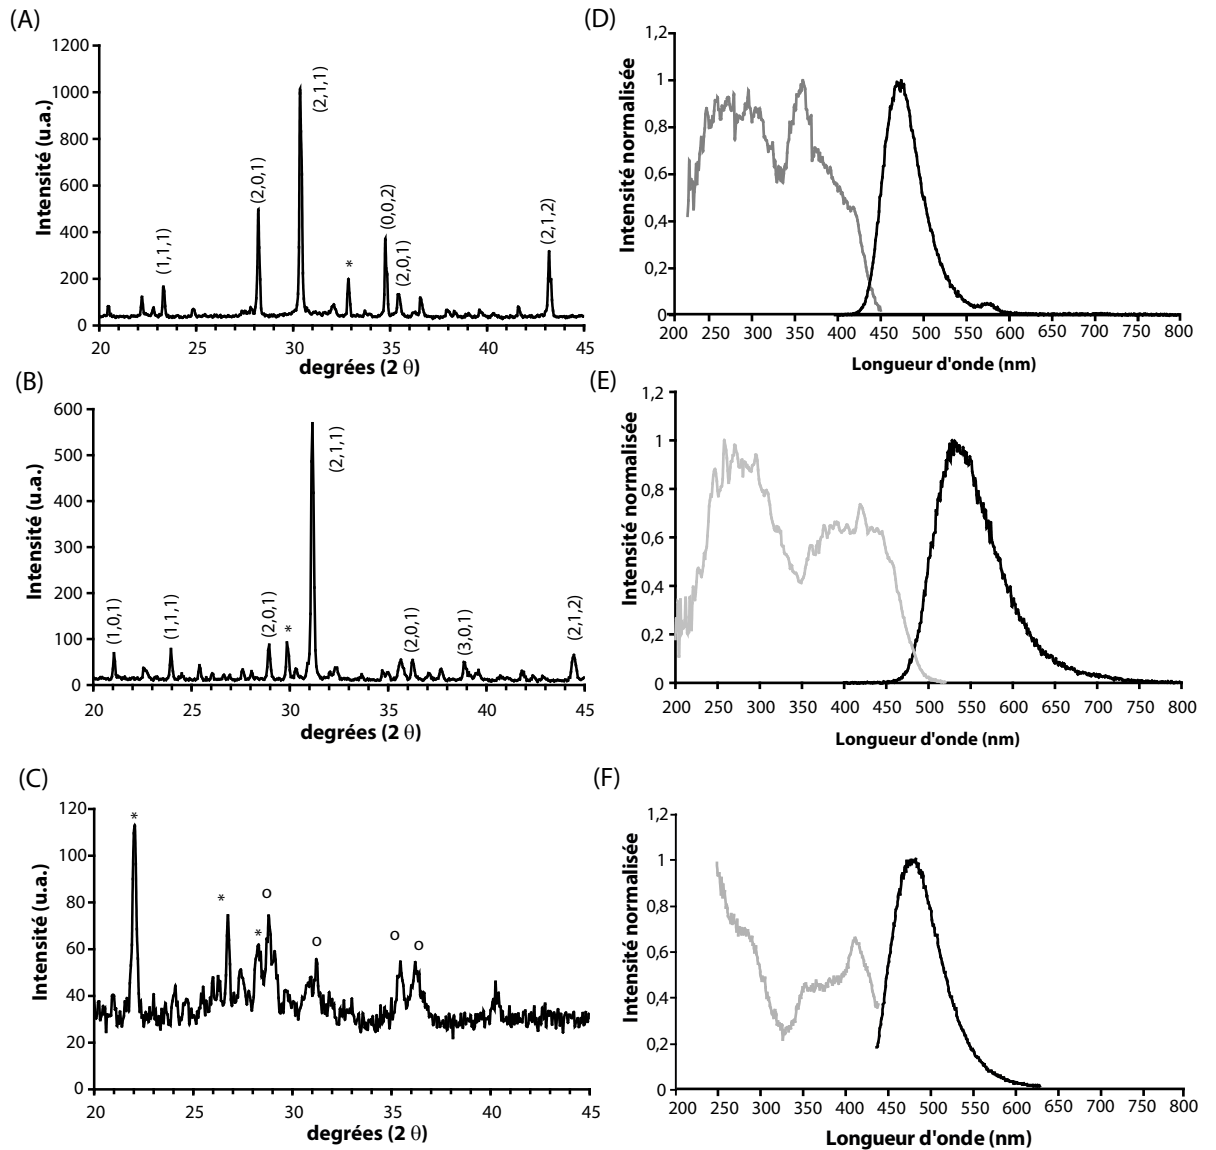 (A)
1200
1000
800
600
400
200
0
Intensité (u.a.)
(1,1,1)
(2,0,1)
(2,1,1)
*
(0,0,2)
(2,0,1)
(2,1,2)
20 25 30 35 40 45
degrées (2 θ)
(D)
1,2
1
0,8
0,6
0,4
0,2
0
Intensité normalisée
200 250 300 350 400 450 500 550 600 650 700 750 800
Longueur d'onde (nm)
(B)
600
500
400
300
200
100
0
Intensité (u.a.)
(1,0,1)
(1,1,1)
(2,0,1)
*
(2,1,1)
(2,0,1)
(3,0,1)
(2,1,2)
20 25 30 35 40 45
degrées (2 θ)
(E)
1,2
1
0,8
0,6
0,4
0,2
0
Intensité normalisée
200 250 300 350 400 450 500 550 600 650 700 750 800
Longueur d'onde (nm)
(C)
120
100
80
60
40
20
0
Intensité (u.a.)
*
*
*
o
o
o
o
20 25 30 35 40 45
degrées (2 θ)
(F)
1,2
1
0,8
0,6
0,4
0,2
0
Intensité normalisée
200 250 300 350 400 450 500 550 600 650 700 750 800
Longueur d'onde (nm)